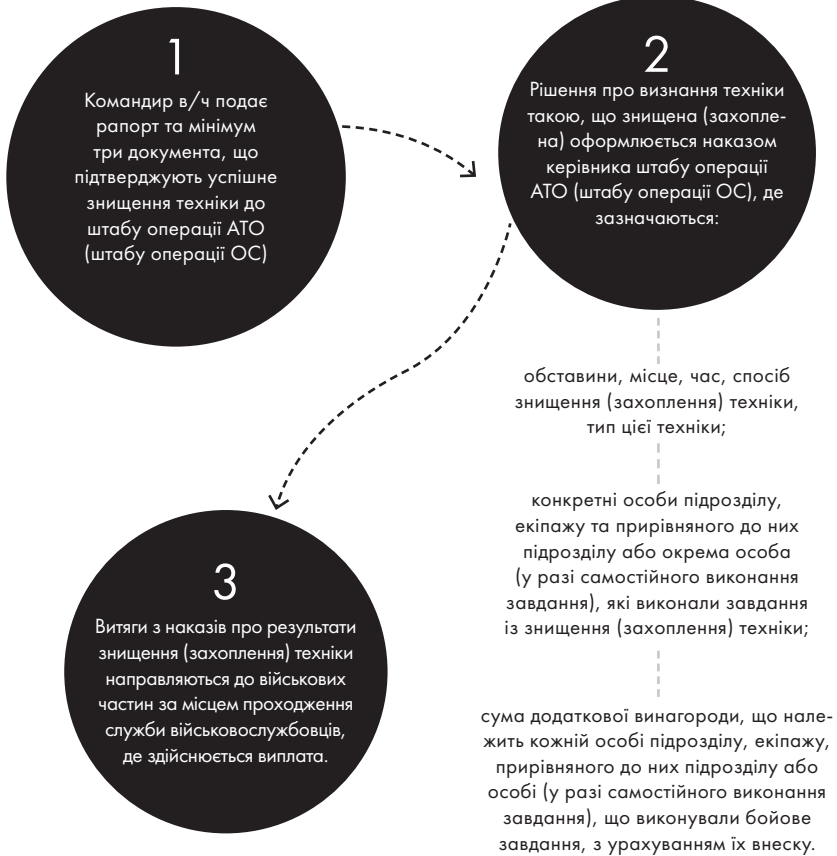 1
Командир в/ч подає
рапорт та мінімум
три документа, що
підтверджують успішне
знищення техніки до
штабу операції АТО
(штабу операції ОС)
2
Рішення про визнання техніки
такою, що знищена (захопле-
на) оформлюється наказом
керівника штабу операції
АТО (штабу операції ОС), де
зазначаються:
обставини, місце, час, спосіб
знищення (захоплення) техніки,
тип цієї техніки;
конкретні особи підрозділу,
екіпажу та прирівняного до них
підрозділу або окрема особа
(у разі самостійного виконання
завдання), які виконали завдання
із знищення (захоплення) техніки;
сума додаткової винагороди, що нале-
жить кожній особі підрозділу, екіпажу,
прирівняного до них підрозділу або
особі (у разі самостійного виконання
завдання), що виконували бойове
завдання, з урахуванням їх внеску.
3
Витяги з наказів про результати
знищення (захоплення) техніки
направляються до військових
частин за місцем проходження
служби військовослужбовців,
де здійснюється виплата.